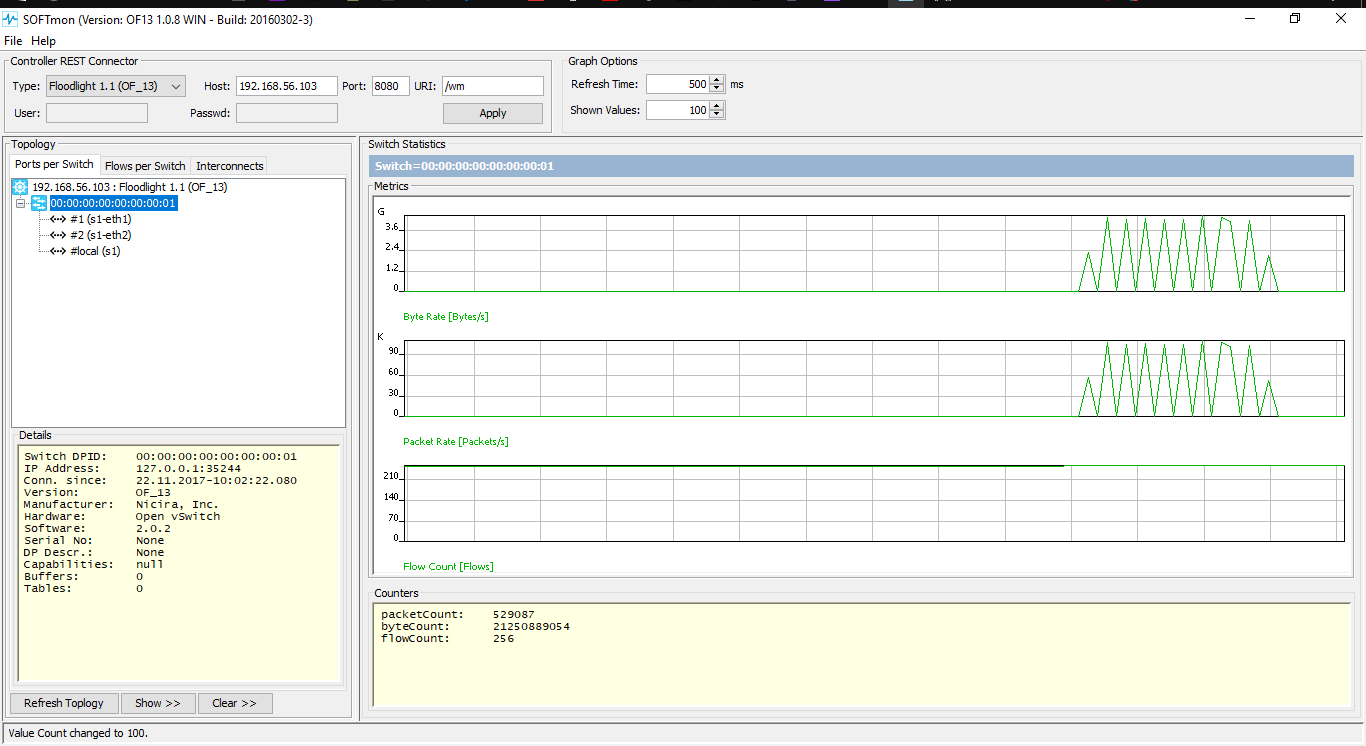 SOFTmon (Version: OF13 1.0.8 WIN - Build: 20160302-3)
File Help
Controller REST Connector
Type: Floodlight 1.1 (OF_13) Host: 192.168.56.103 Port: 8080 URI: /wm
User: Passwd: Apply
Graph Options
Refresh Time: 500 ms
Shown Values: 100
Topology
Ports per Switch Flows per Switch Interconnects
192.168.56.103 : Floodlight 1.1 (OF_13)
00:00:00:00:00:00:00:01
#1 (s1-eth1)
#2 (s1-eth2)
#local (s1)
Details
Switch DPID: 00:00:00:00:00:00:00:01
IP Address: 127.0.0.1:35244
Conn. since: 22.11.2017-10:02:22.080
Version: OF_13
Manufacturer: Nicira, Inc.
Hardware: Open vSwitch
Software: 2.0.2
Serial No: None
DP Descr.: None
Capabilities: null
Buffers: 0
Tables: 0
Refresh Toplogy Show >> Clear >>
Switch Statistics
Switch=00:00:00:00:00:00:00:01
Metrics
G
3.6
2.4
1.2
0
Byte Rate [Bytes/s]
K
90
60
30
0
Packet Rate [Packets/s]
210
140
70
0
Flow Count [Flows]
Counters
packetCount: 529087
byteCount: 21250889054
flowCount: 256
Value Count changed to 100.